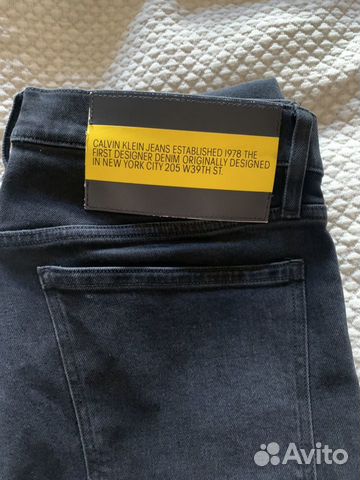 CALVIN KLEIN JEANS ESTABLISHED 1978 THE
FIRST DESIGNER DENIM ORIGINALLY DESIGNED
IN NEW YORK CITY 205 W39TH ST.
Avito